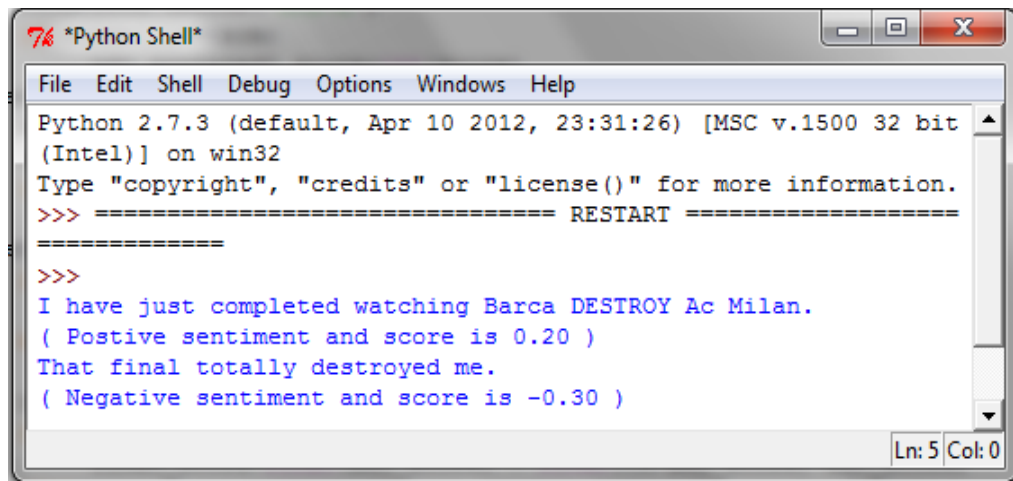 *Python Shell*
File Edit Shell Debug Options Windows Help
Python 2.7.3 (default, Apr 10 2012, 23:31:26) [MSC v.1500 32 bit
(Intel)] on win32
Type "copyright", "credits" or "license()" for more information.
>>> ================================ RESTART ===================
=============
>>>
I have just completed watching Barca DESTROY Ac Milan.
( Postive sentiment and score is 0.20 )
That final totally destroyed me.
( Negative sentiment and score is -0.30 )
Ln: 5 Col: 0